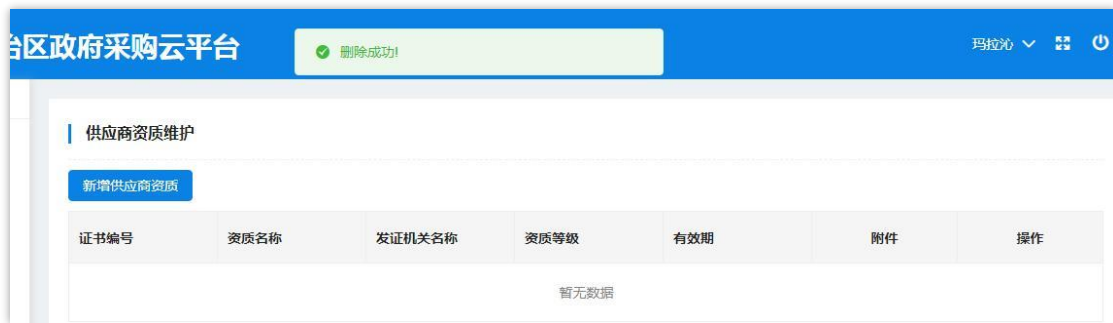 治区政府采购云平台
删除成功!
玛拉沁
供应商资质维护
新增供应商资质
证书编号 资质名称 发证机关名称 资质等级 有效期 附件 操作
暂无数据